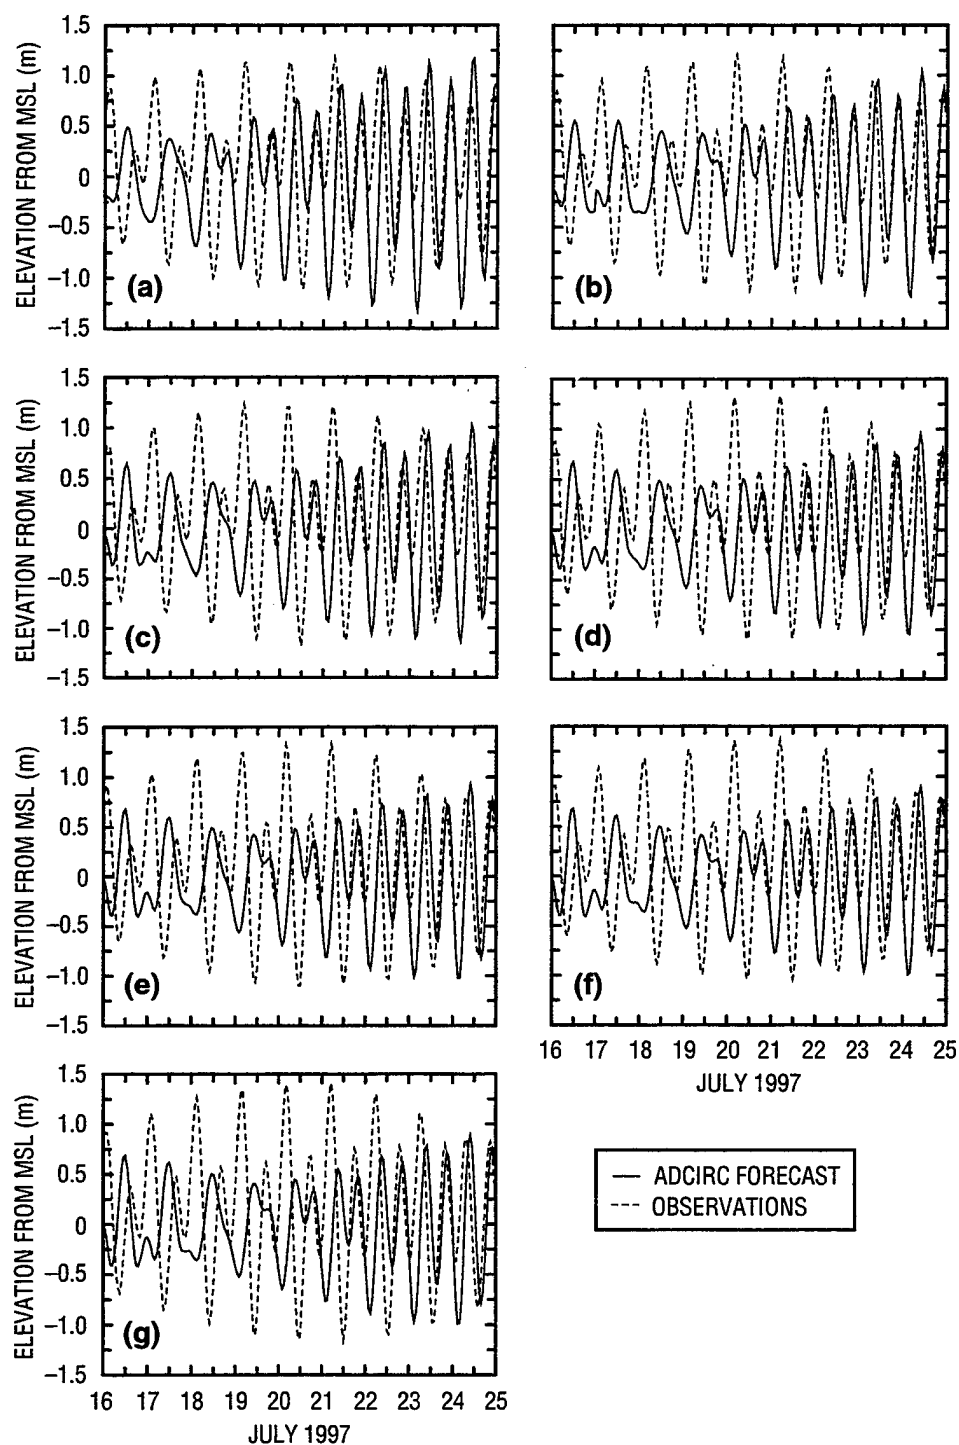 ELEVATION FROM MSL (m)
1.5
1.0
0.5
0
−0.5
−1.0
−1.5
(a)
(b)
ELEVATION FROM MSL (m)
1.5
1.0
0.5
0
−0.5
−1.0
−1.5
(c)
(d)
ELEVATION FROM MSL (m)
1.5
1.0
0.5
0
−0.5
−1.0
−1.5
(e)
(f)
16 17 18 19 20 21 22 23 24 25
JULY 1997
ELEVATION FROM MSL (m)
1.5
1.0
0.5
0
−0.5
−1.0
−1.5
(g)
16 17 18 19 20 21 22 23 24 25
JULY 1997
ADCIRC FORECAST
OBSERVATIONS